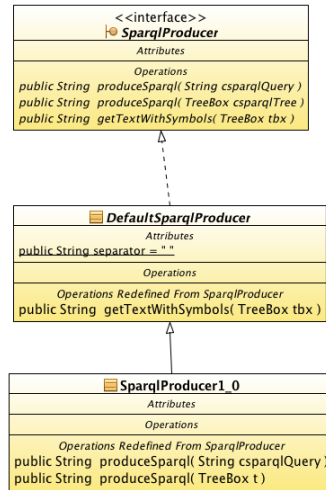 <<interface>>
SparqlProducer
Attributes
Operations
public String produceSparql( String csparqlQuery )
public String produceSparql( TreeBox csparqlTree )
public String getTextWithSymbols( TreeBox tbx )
DefaultSparqlProducer
Attributes
public String separator = " "
Operations
Operations Redefined From SparqlProducer
public String getTextWithSymbols( TreeBox tbx )
SparqlProducer1_0
Attributes
Operations
Operations Redefined From SparqlProducer
public String produceSparql( String csparqlQuery )
public String produceSparql( TreeBox t )